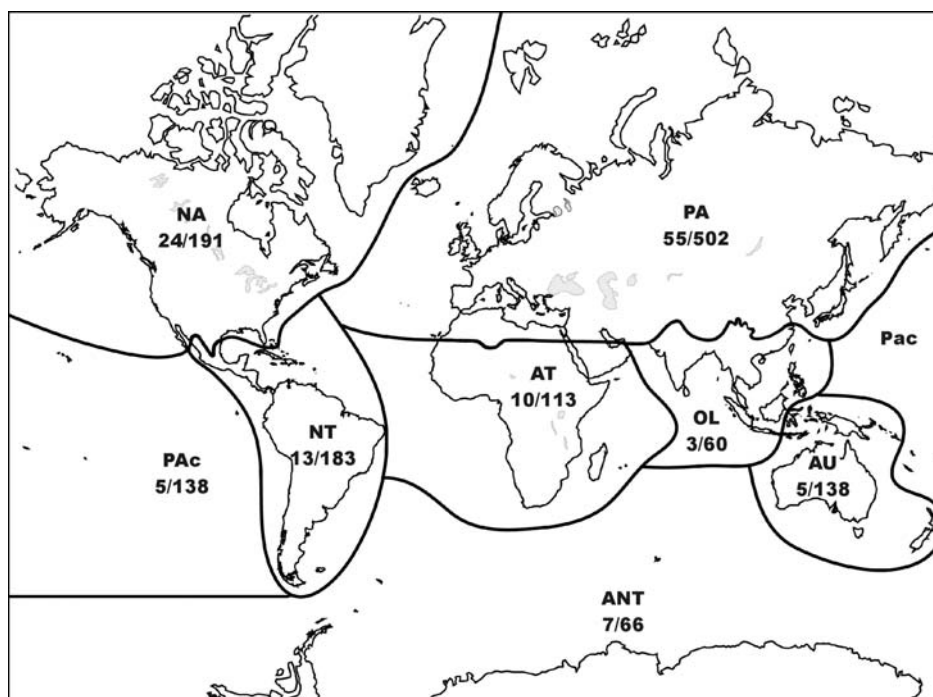 NA
24/191
PA
55/502
Pac
AT
10/113
OL
3/60
NT
13/183
PAc
5/138
AU
5/138
ANT
7/66